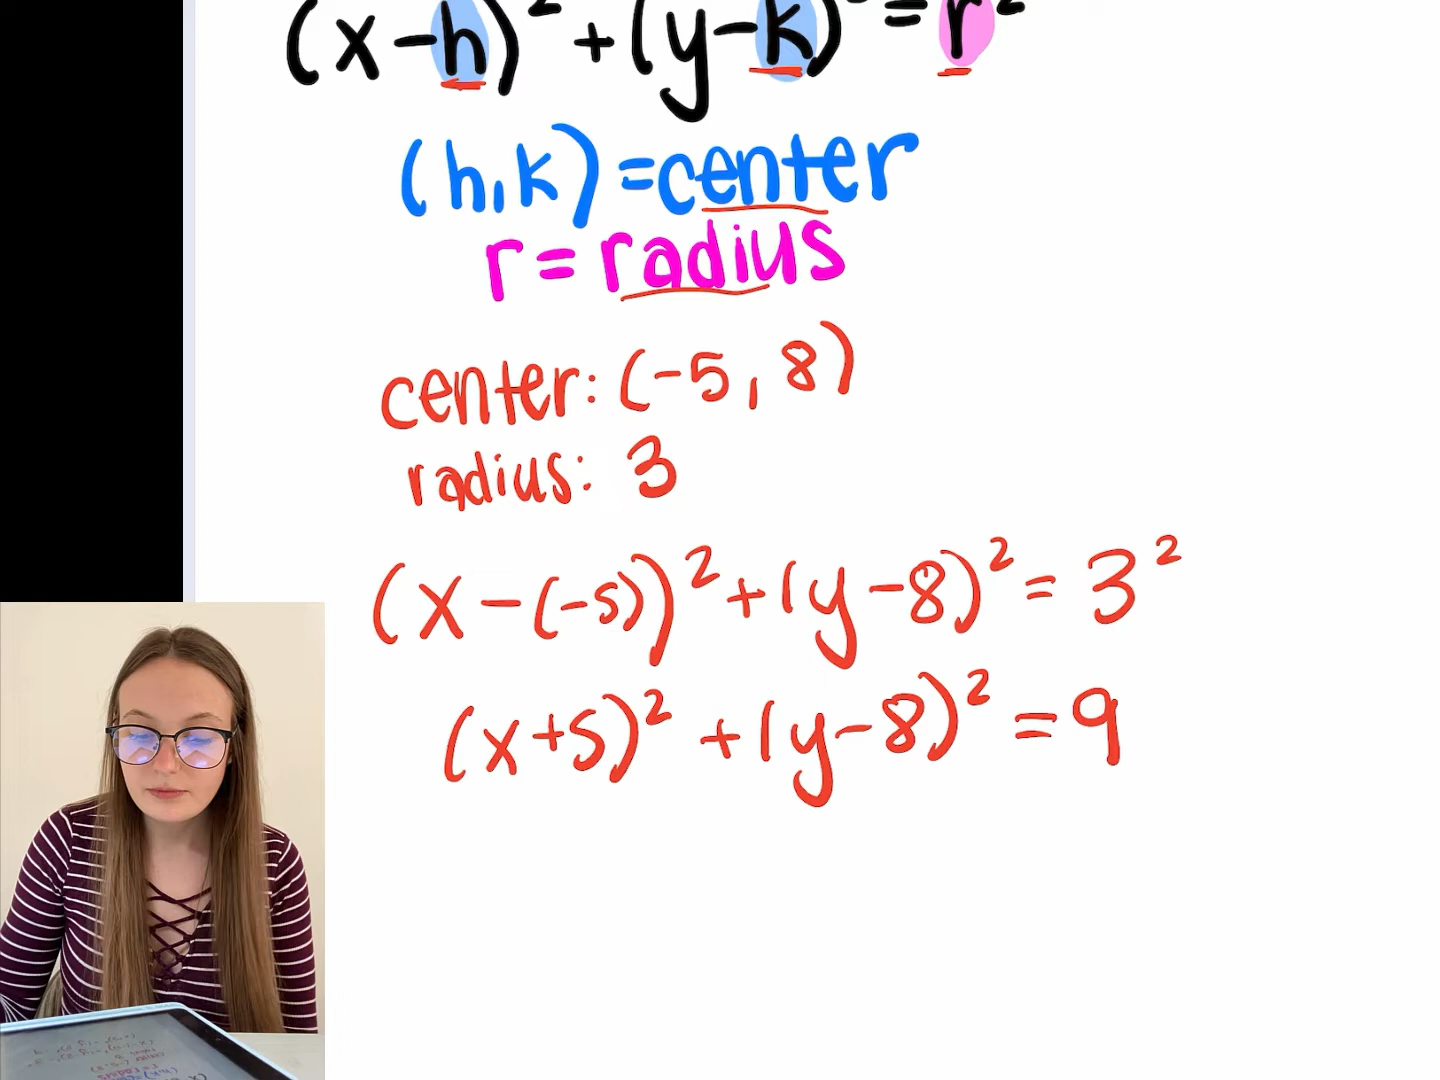 (x-h)² + (y-k)² = r²
(h,k) = center
r = radius
center: (-5, 8)
radius: 3
(x-(-5))² + (y-8)² = 3²
(x+5)² + (y-8)² = 9